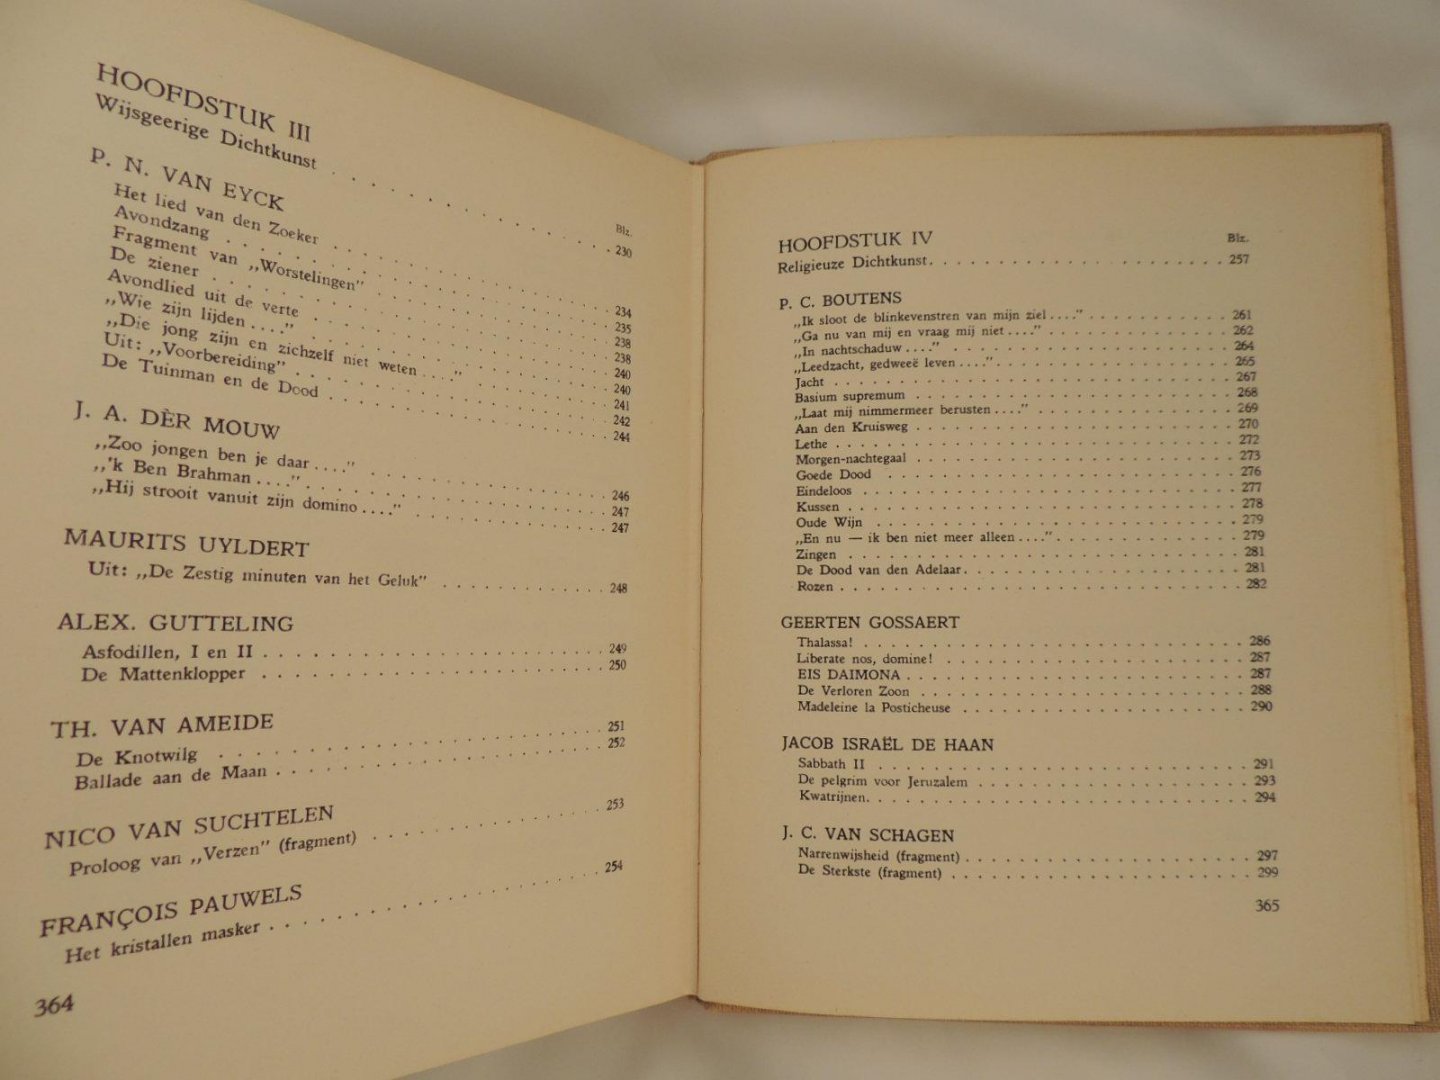 HOOFDSTUK III
Blz.
Wijsgeerige Dichtkunst . . . . . . . . . . . . . . . . 230
P. N. VAN EYCK
Het lied van den Zoeker . . . . . . . . . . . . . . . . 234
Avondzang . . . . . . . . . . . . . . . . . . . . 235
Fragment van „Worstelingen” . . . . . . . . . . . . . . 238
De ziener . . . . . . . . . . . . . . . . . . . . 238
Avondlied uit de verte . . . . . . . . . . . . . . . . 240
„Wie zijn lijden . . . .” . . . . . . . . . . . . . . . . 240
„Die jong zijn en zichzelf niet weten . . . .” . . . . . . . . . . 241
Uit: „Voorbereiding” . . . . . . . . . . . . . . . . 242
De Tuinman en de Dood . . . . . . . . . . . . . . . 244
J. A. DÈR MOUW
„Zoo jongen ben je daar . . . .” . . . . . . . . . . . . . 246
„'k Ben Brahman . . . .” . . . . . . . . . . . . . . . 247
„Hij strooit vanuit zijn domino . . . .” . . . . . . . . . . . 247
MAURITS UYLDERT
Uit: „De Zestig minuten van het Geluk” . . . . . . . . . . 248
ALEX. GUTTELING
Asfodillen, I en II . . . . . . . . . . . . . . . . . . 249
De Mattenklopper . . . . . . . . . . . . . . . . . . 250
TH. VAN AMEIDE
De Knotwilg . . . . . . . . . . . . . . . . . . . . 251
Ballade aan de Maan . . . . . . . . . . . . . . . . . 252
NICO VAN SUCHTELEN
Proloog van „Verzen” (fragment) . . . . . . . . . . . . 253
FRANÇOIS PAUWELS
Het kristallen masker . . . . . . . . . . . . . . . . . 254
364
HOOFDSTUK IV
Blz.
Religieuze Dichtkunst. . . . . . . . . . . . . . . . . . . 257
P. C. BOUTENS
„Ik sloot de blinkevenstren van mijn ziel . . . .” . . . . . . . . . 261
„Ga nu van mij en vraag mij niet . . . .” . . . . . . . . . . . 262
„In nachtschaduw . . . .” . . . . . . . . . . . . . . . . 264
„Leedzacht, gedweeë leven . . . .” . . . . . . . . . . . . . 265
Jacht . . . . . . . . . . . . . . . . . . . . . . 267
Basium supremum . . . . . . . . . . . . . . . . . . 268
„Laat mij nimmermeer berusten . . . .” . . . . . . . . . . . 269
Aan den Kruisweg . . . . . . . . . . . . . . . . . . 270
Lethe . . . . . . . . . . . . . . . . . . . . . . 272
Morgen-nachtegaal . . . . . . . . . . . . . . . . . . 273
Goede Dood . . . . . . . . . . . . . . . . . . . . 276
Eindeloos . . . . . . . . . . . . . . . . . . . . . 277
Kussen . . . . . . . . . . . . . . . . . . . . . . 278
Oude Wijn . . . . . . . . . . . . . . . . . . . . 279
„En nu — ik ben niet meer alleen . . . .” . . . . . . . . . . . 279
Zingen . . . . . . . . . . . . . . . . . . . . . . 281
De Dood van den Adelaar . . . . . . . . . . . . . . . . 281
Rozen . . . . . . . . . . . . . . . . . . . . . . 282
GEERTEN GOSSAERT
Thalassa! . . . . . . . . . . . . . . . . . . . . . 286
Liberate nos, domine! . . . . . . . . . . . . . . . . . 287
EIS DAIMONA . . . . . . . . . . . . . . . . . . . 287
De Verloren Zoon . . . . . . . . . . . . . . . . . . 288
Madeleine la Posticheuse . . . . . . . . . . . . . . . . 290
JACOB ISRAËL DE HAAN
Sabbath II . . . . . . . . . . . . . . . . . . . . 291
De pelgrim voor Jeruzalem . . . . . . . . . . . . . . . 293
Kwatrijnen. . . . . . . . . . . . . . . . . . . . . 294
J. C. VAN SCHAGEN
Narrenwijsheid (fragment) . . . . . . . . . . . . . . . . 297
De Sterkste (fragment) . . . . . . . . . . . . . . . . . 299
365